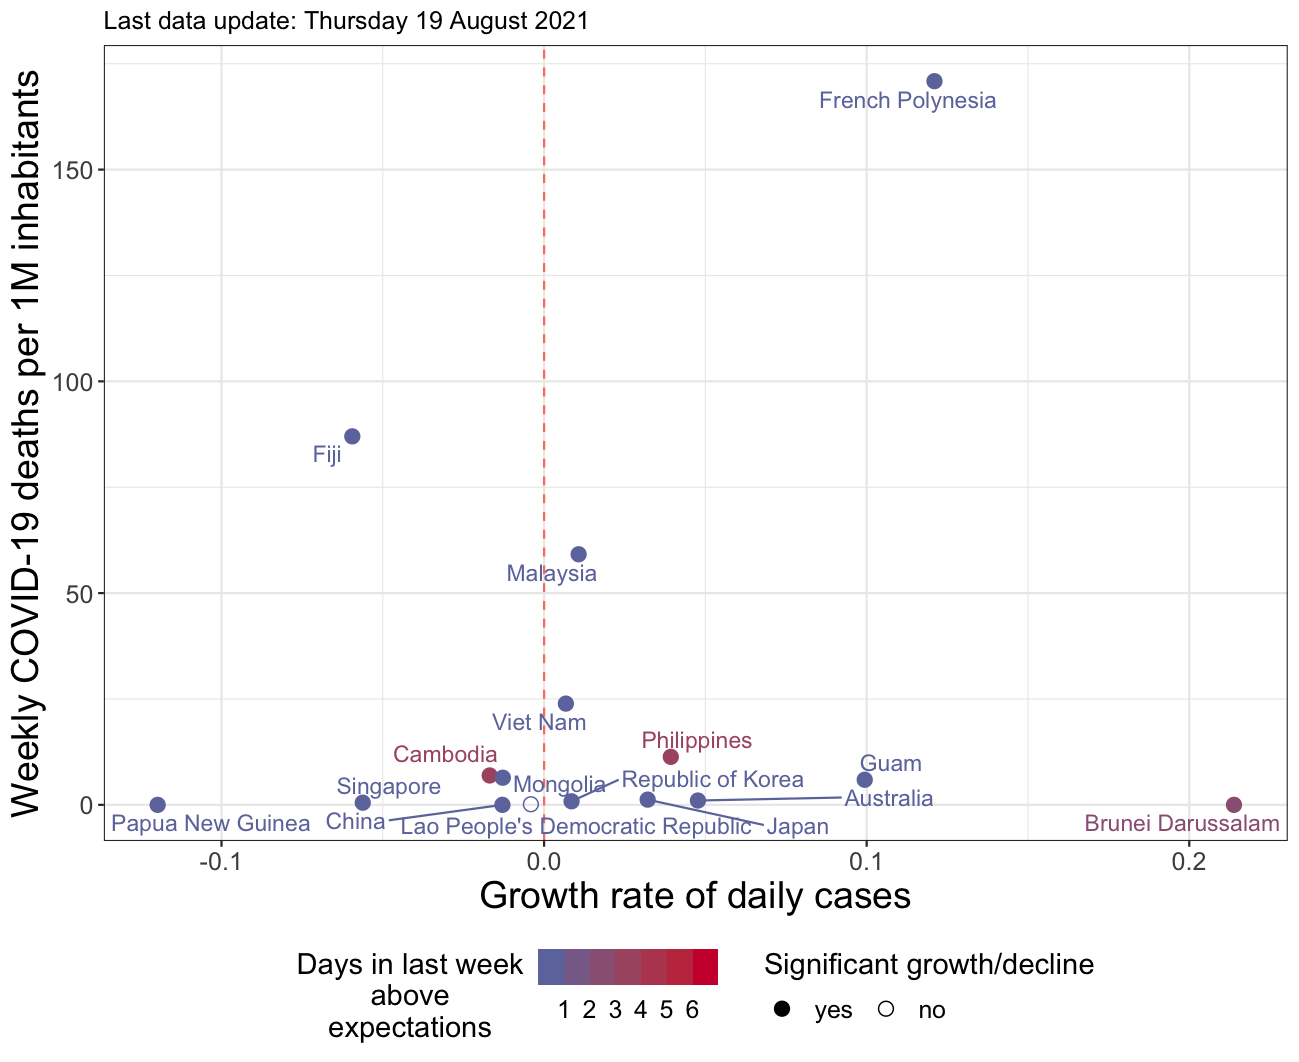 Last data update: Thursday 19 August 2021
Weekly COVID-19 deaths per 1M inhabitants
150
100
50
0
French Polynesia
Fiji
Malaysia
Viet Nam
Philippines
Cambodia
Guam
Mongolia
Republic of Korea
Singapore
Australia
Papua New Guinea
China
Lao People's Democratic Republic
Japan
Brunei Darussalam
-0.1
0.0
0.1
0.2
Growth rate of daily cases
Days in last week
above
expectations
1 2 3 4 5 6
Significant growth/decline
yes
no